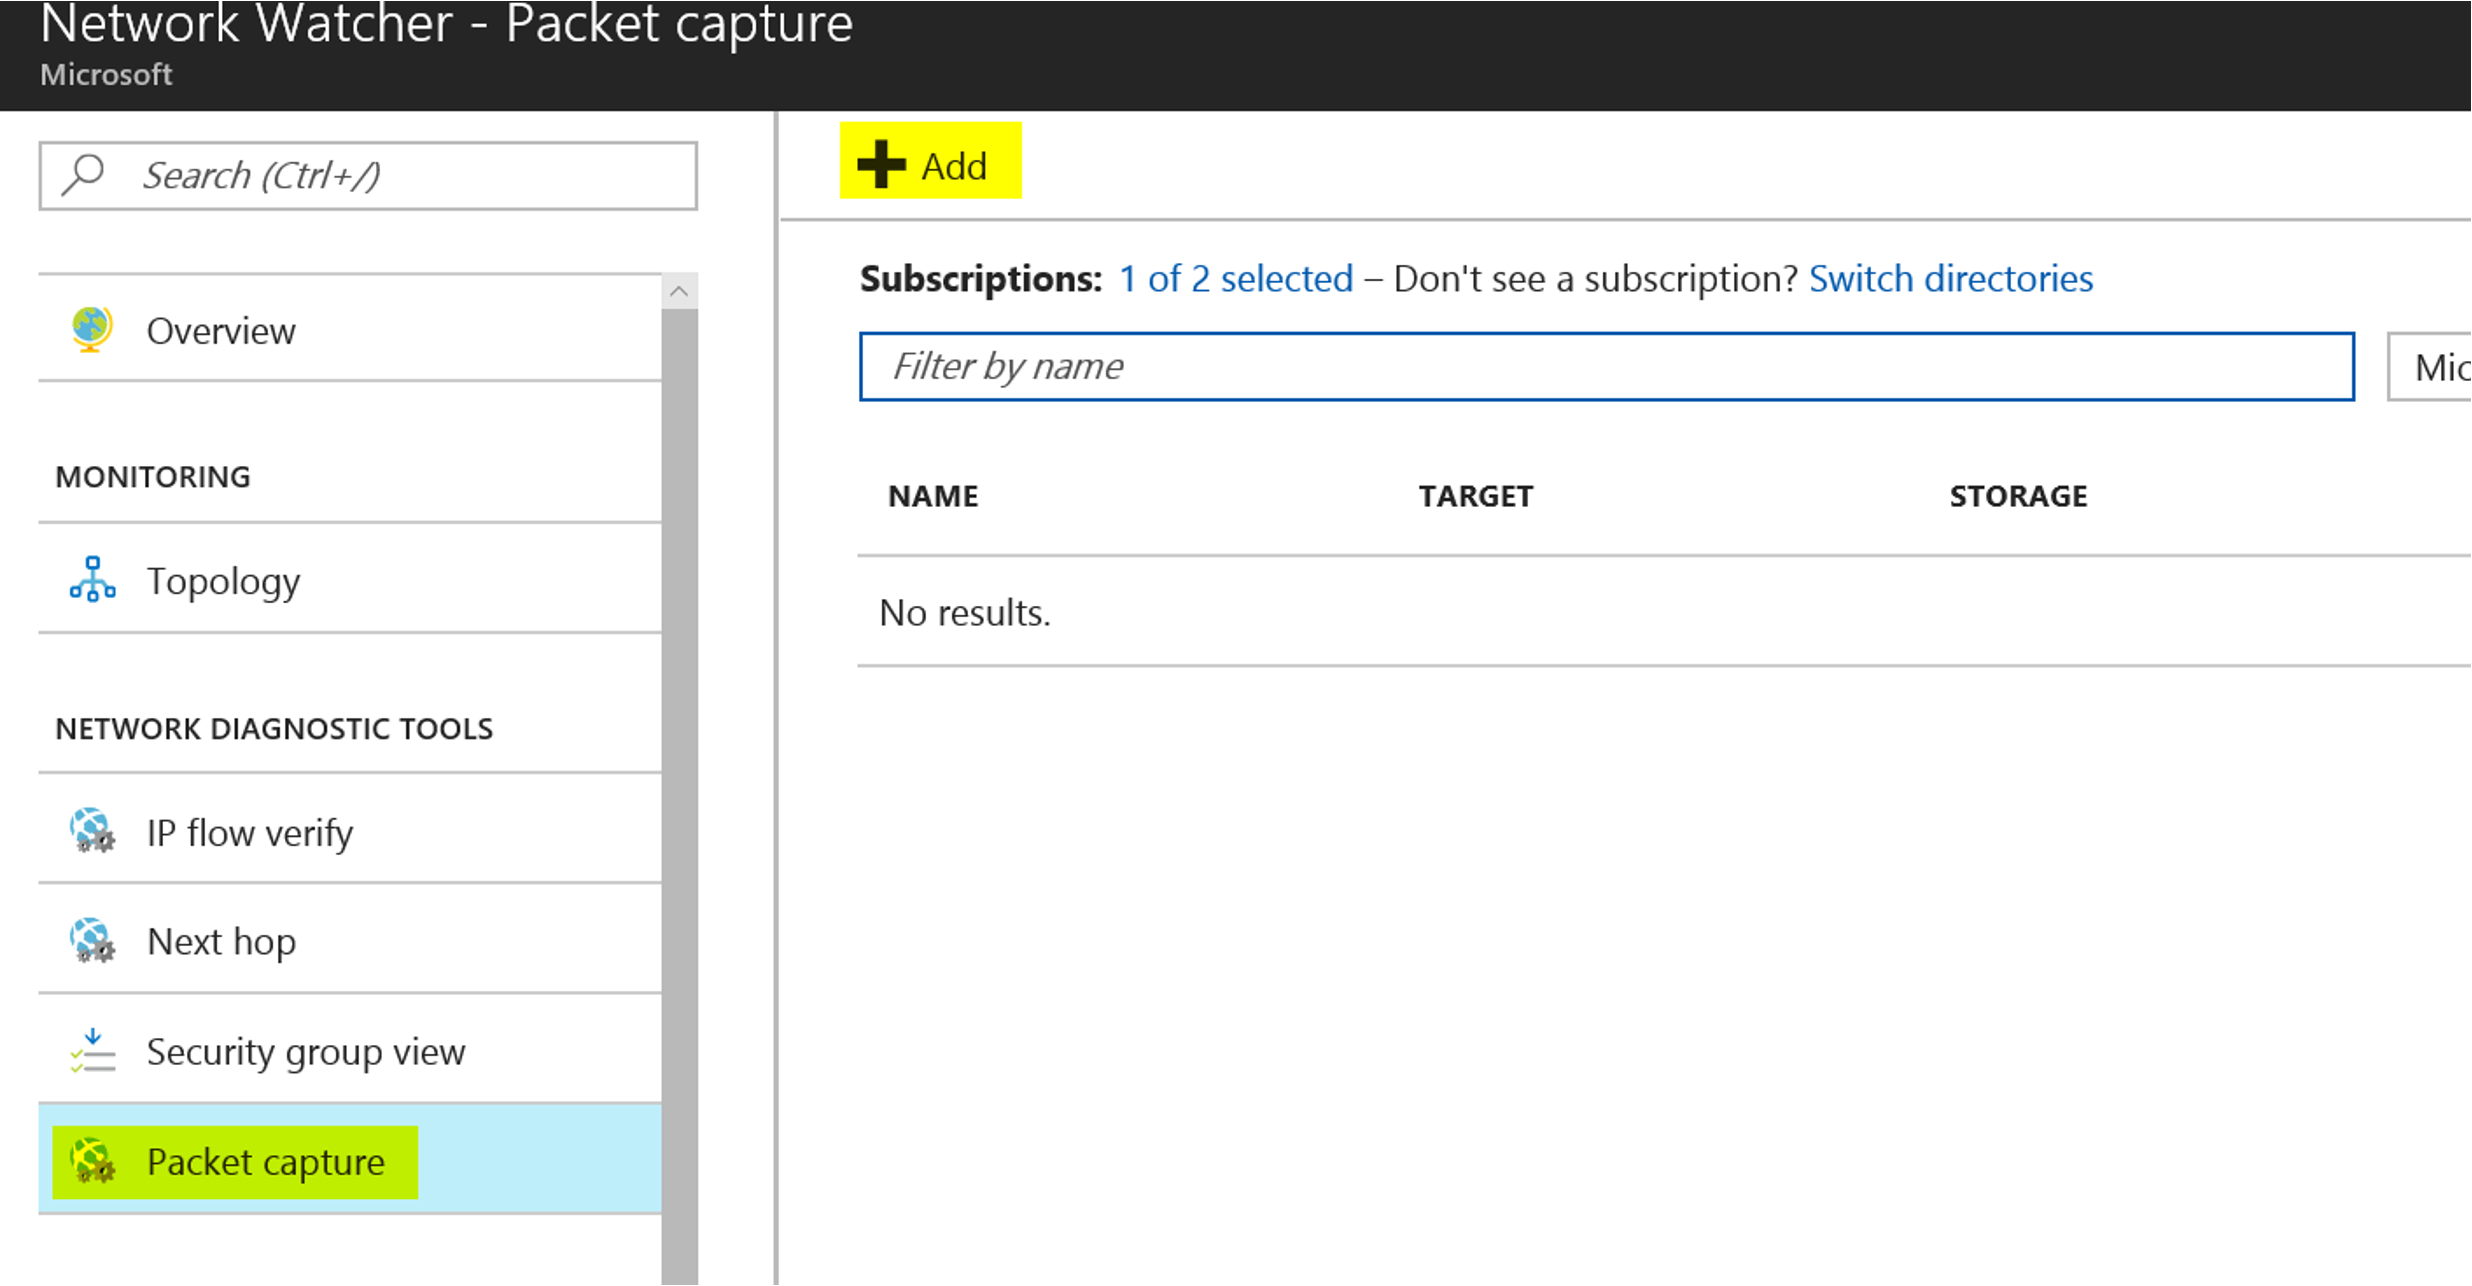 Network Watcher - Packet capture
Microsoft
Search (Ctrl+/)
Overview
MONITORING
Topology
NETWORK DIAGNOSTIC TOOLS
IP flow verify
Next hop
Security group view
Packet capture
Add
Subscriptions: 1 of 2 selected – Don't see a subscription? Switch directories
Filter by name
Mic
NAME TARGET STORAGE
No results.